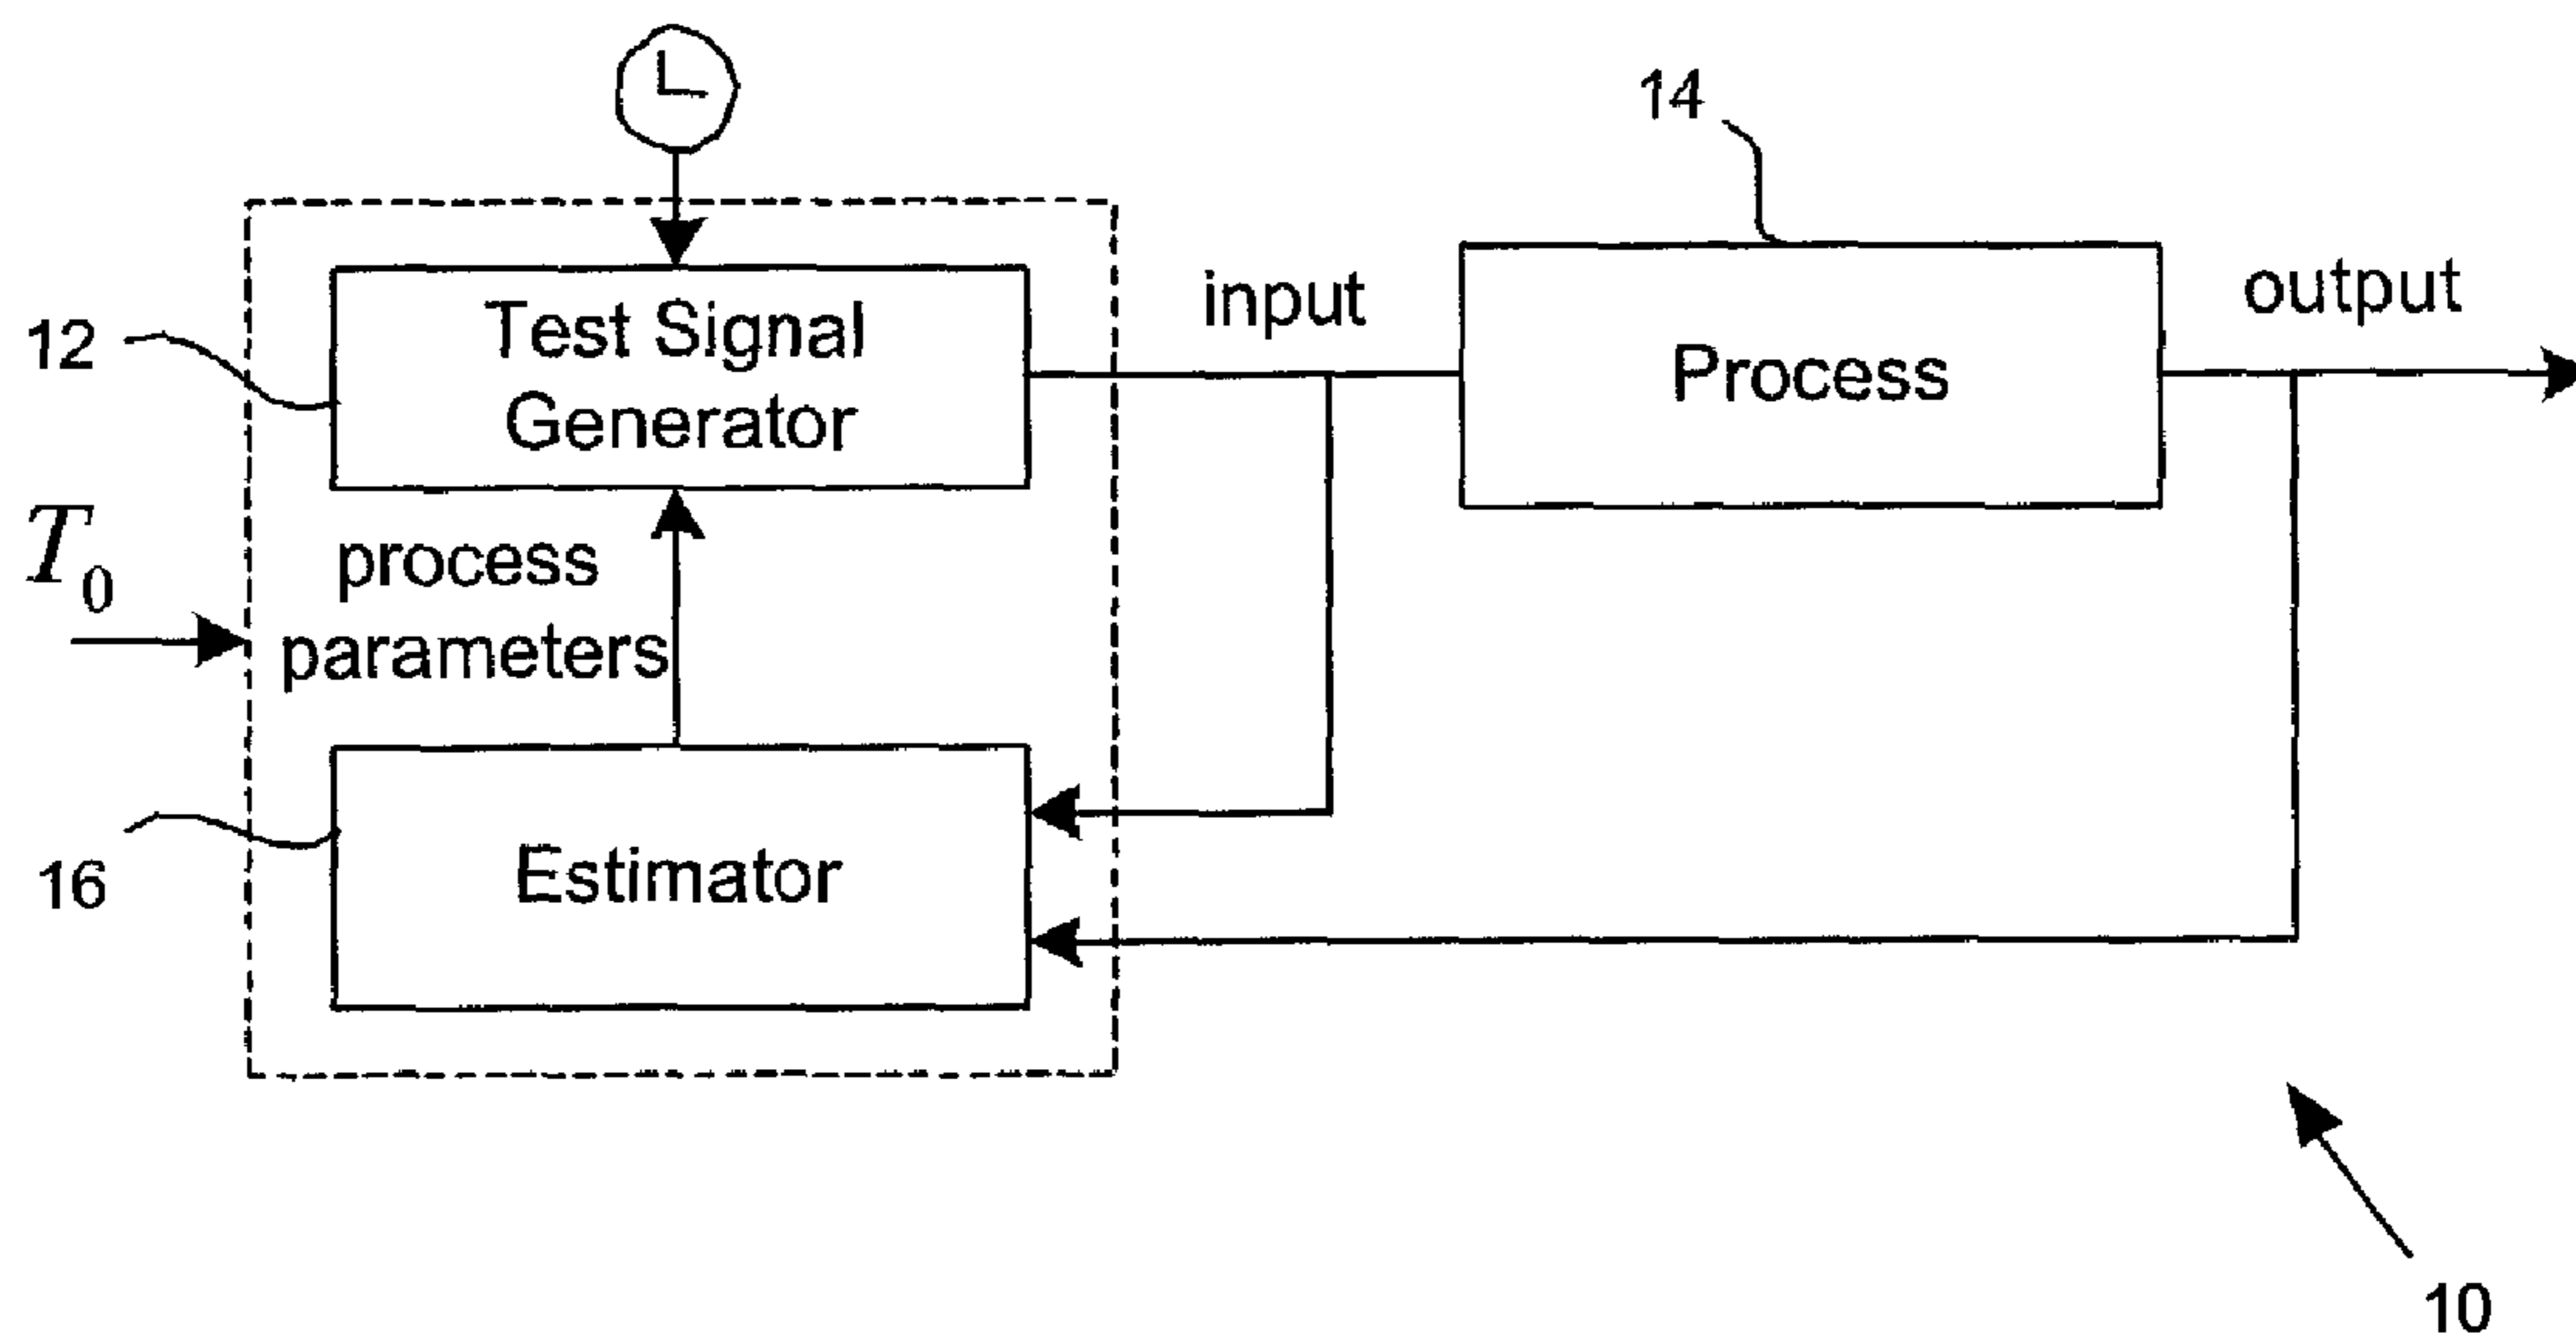 14
Test Signal
Generator
12
input
Process
output
T₀
process
parameters
Estimator
16
10